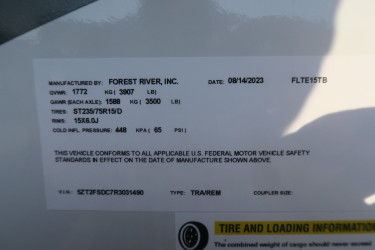 MANUFACTURED BY: FOREST RIVER, INC. DATE: 08/14/2023 FLTE15TB
GVWR: 1772 KG ( 3907 LB)
GAWR (EACH AXLE): 1588 KG ( 3500 LB)
TIRES: ST235/75R15/D
RIMS: 15X6.0J
COLD INFL. PRESSURE: 448 KPA ( 65 PSI )
THIS VEHICLE CONFORMS TO ALL APPLICABLE U.S. FEDERAL MOTOR VEHICLE SAFETY
STANDARDS IN EFFECT ON THE DATE OF MANUFACTURE SHOWN ABOVE.
V.I.N.: 5ZT2FSDC7R3031490 TYPE: TRA/REM COUPLER SIZE:
TIRE AND LOADING INFORMATION
The combined weight of cargo should never exceed